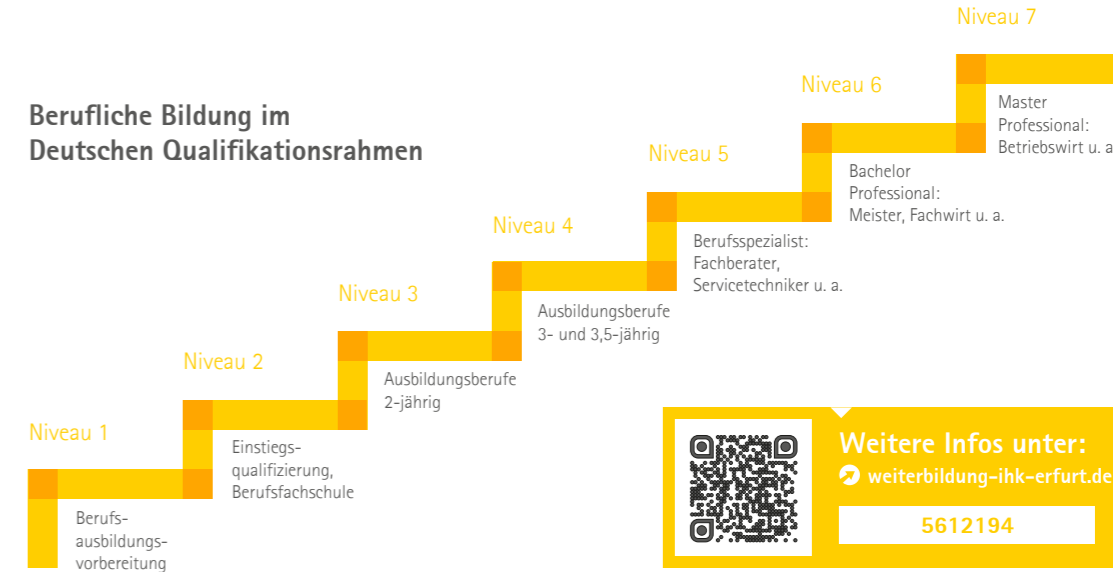 Berufliche Bildung im
Deutschen Qualifikationsrahmen
Niveau 1
Berufs-
ausbildungs-
vorbereitung
Niveau 2
Einstiegs-
qualifizierung,
Berufsfachschule
Niveau 3
Ausbildungsberufe
2-jährig
Niveau 4
Ausbildungsberufe
3- und 3,5-jährig
Niveau 5
Berufsspezialist:
Fachberater,
Servicetechniker u. a.
Niveau 6
Bachelor
Professional:
Meister, Fachwirt u. a.
Niveau 7
Master
Professional:
Betriebswirt u. a
Weitere Infos unter:
weiterbildung-ihk-erfurt.de
5612194